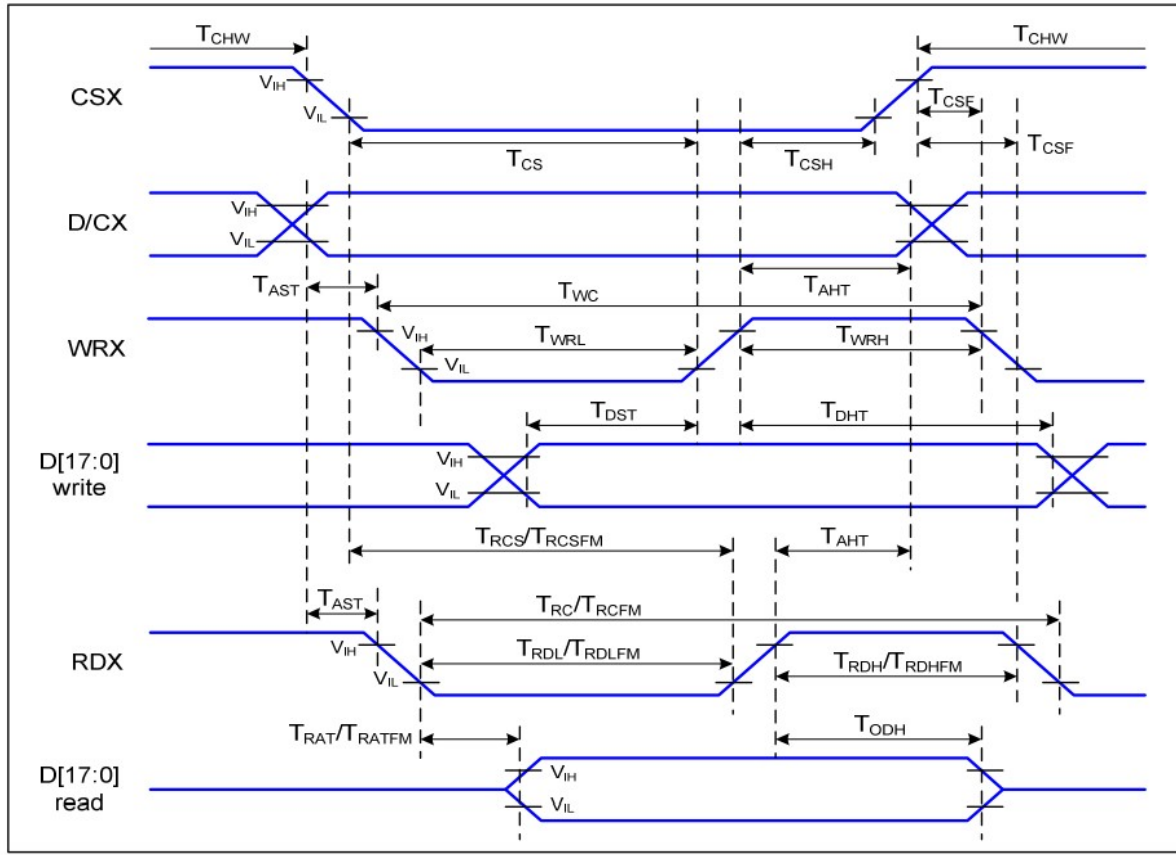 TCHW TCHW
CSX VIH
VIL
TCSF
TCSF
TCS TCSH
D/CX VIH
VIL
TAST TWC TAHT
WRX VIH TWRL TWRH
VIL
TDST TDHT
D[17:0]
write
VIH
VIL
TRCS/TRCSFM TAHT
TAST TRC/TRCFM
RDX VIH TRDL/TRDLFM
VIL TRDH/TRDHFM
TRAT/TRATFM TODH
D[17:0]
read
VIH
VIL